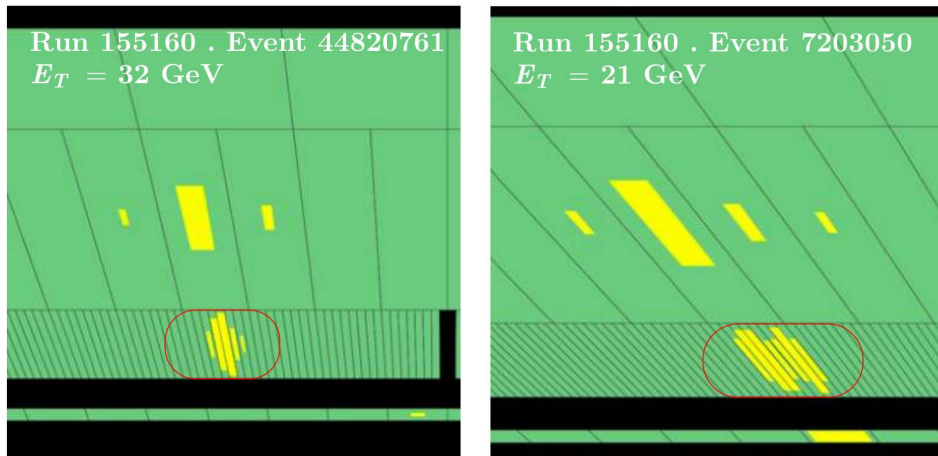 Run 155160 . Event 44820761
E_T = 32 GeV
Run 155160 . Event 7203050
E_T = 21 GeV